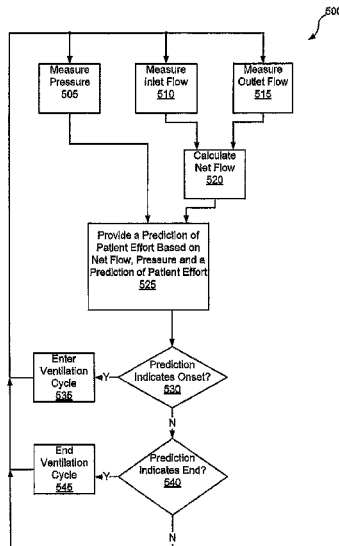 500
Measure
Pressure
505
Measure
Inlet Flow
510
Measure
Outlet Flow
515
Calculate
Net Flow
520
Provide a Prediction of
Patient Effort Based on
Net Flow, Pressure and a
Prediction of Patient Effort
525
Prediction
Indicates Onset?
530
Y
Enter
Ventilation
Cycle
535
N
Prediction
Indicates End?
540
Y
End
Ventilation
Cycle
545
N